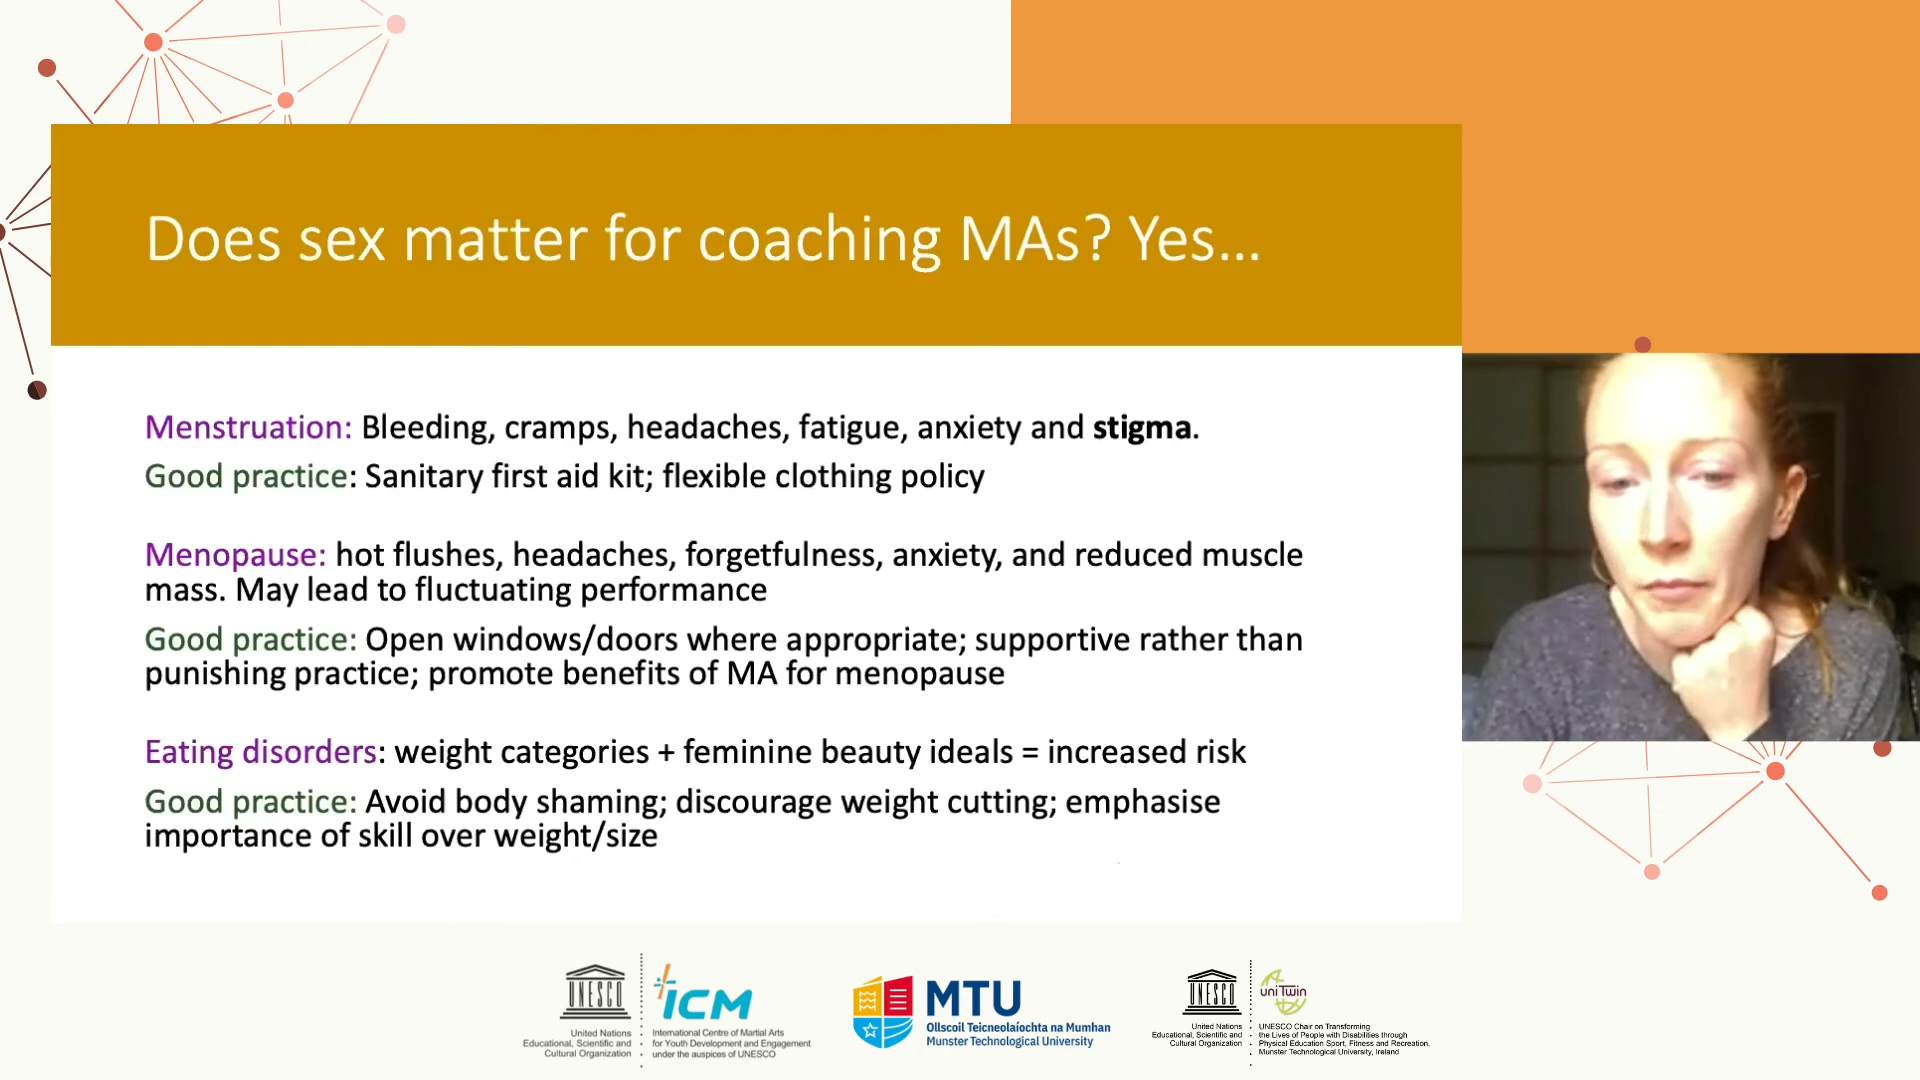 Does sex matter for coaching MAs? Yes...
Menstruation: Bleeding, cramps, headaches, fatigue, anxiety and stigma.
Good practice: Sanitary first aid kit; flexible clothing policy
Menopause: hot flushes, headaches, forgetfulness, anxiety, and reduced muscle
mass. May lead to fluctuating performance
Good practice: Open windows/doors where appropriate; supportive rather than
punishing practice; promote benefits of MA for menopause
Eating disorders: weight categories + feminine beauty ideals = increased risk
Good practice: Avoid body shaming; discourage weight cutting; emphasise
importance of skill over weight/size
UNESCO
United Nations
Educational, Scientific and
Cultural Organization
ICM
International Centre of Martial Arts
for Youth Development and Engagement
under the auspices of UNESCO
MTU
Ollscoil Teicneolaíochta na Mumhan
Munster Technological University
UNESCO
United Nations
Educational, Scientific and
Cultural Organization
uniTwin
UNESCO Chair on Transforming
the Lives of People with Disabilities through
Physical Education Sport, Fitness and Recreation,
Munster Technological University, Ireland